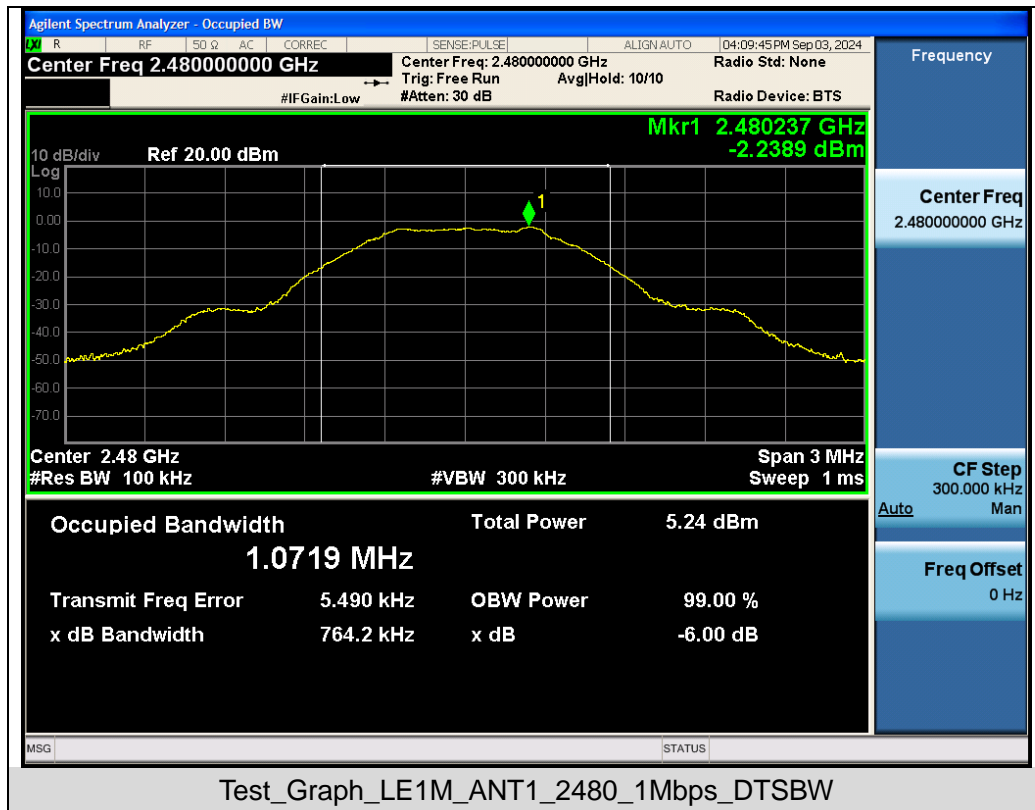 Agilent Spectrum Analyzer - Occupied BW
LXI R RF 50 Ω AC CORREC SENSE:PULSE ALIGN AUTO 04:09:45 PM Sep 03, 2024
Center Freq 2.480000000 GHz
Center Freq: 2.480000000 GHz
Radio Std: None
Trig: Free Run Avg|Hold: 10/10
#IFGain:Low #Atten: 30 dB Radio Device: BTS
Mkr1 2.480237 GHz
-2.2389 dBm
10 dB/div Ref 20.00 dBm
Log
10.0
0.00
-10.0
-20.0
-30.0
-40.0
-50.0
-60.0
-70.0
1
Center 2.48 GHz Span 3 MHz
#Res BW 100 kHz #VBW 300 kHz Sweep 1 ms
Occupied Bandwidth Total Power 5.24 dBm
1.0719 MHz
Transmit Freq Error 5.490 kHz OBW Power 99.00 %
x dB Bandwidth 764.2 kHz x dB -6.00 dB
Frequency
Center Freq
2.480000000 GHz
CF Step
300.000 kHz
Auto Man
Freq Offset
0 Hz
MSG STATUS
Test_Graph_LE1M_ANT1_2480_1Mbps_DTSBW